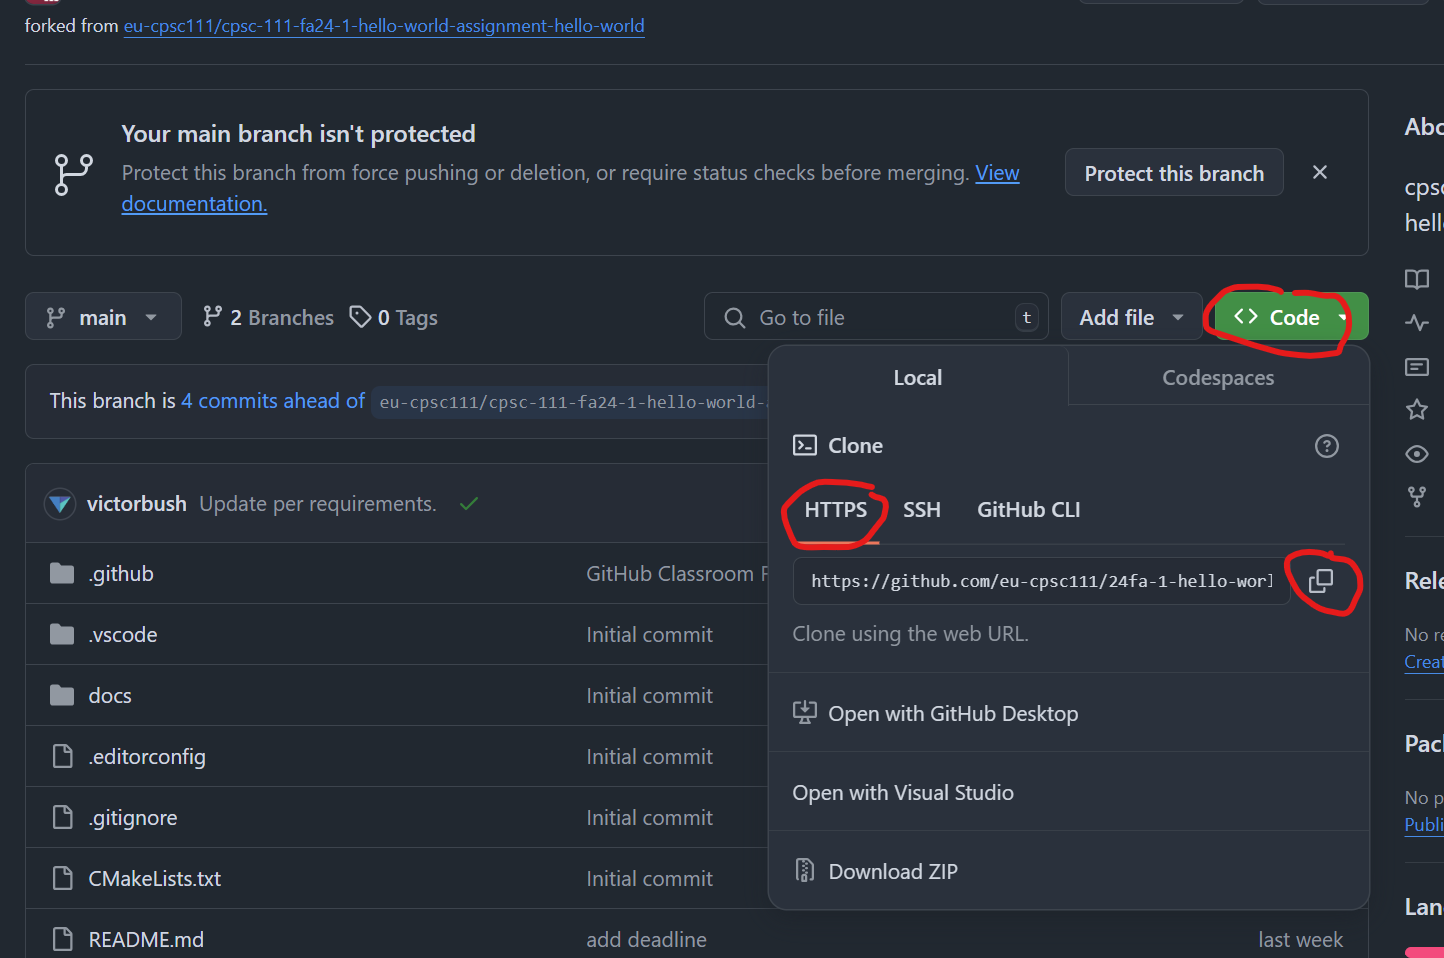 forked from eu-cpsc111/cpsc-111-fa24-1-hello-world-assignment-hello-world
Your main branch isn't protected
Protect this branch from force pushing or deletion, or require status checks before merging. View
documentation.
Protect this branch
main
2 Branches
0 Tags
Go to file
t
Add file
Code
This branch is 4 commits ahead of eu-cpsc111/cpsc-111-fa24-1-hello-world-
Local
Codespaces
Clone
HTTPS
SSH
GitHub CLI
https://github.com/eu-cpsc111/24fa-1-hello-worl
Clone using the web URL.
Open with GitHub Desktop
Open with Visual Studio
Download ZIP
victorbush Update per requirements.
.github
GitHub Classroom F
.vscode
Initial commit
docs
Initial commit
.editorconfig
Initial commit
.gitignore
Initial commit
CMakeLists.txt
Initial commit
README.md
add deadline
last week
Abo
cpsc
hell
Rele
No re
Creat
Pack
No p
Publi
Lan